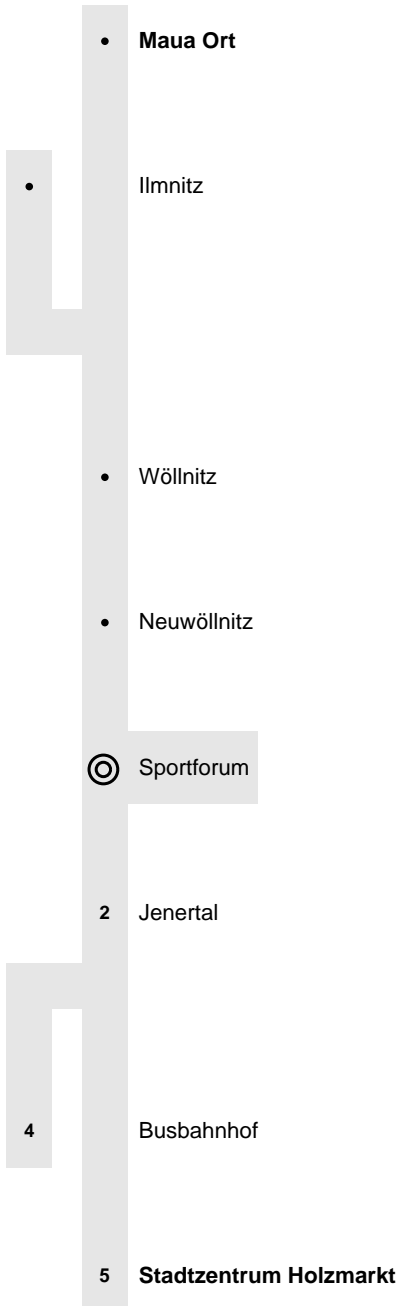 Maua Ort
Ilmnitz
Wöllnitz
Neuwöllnitz
Sportforum
2 Jenertal
4 Busbahnhof
5 Stadtzentrum Holzmarkt